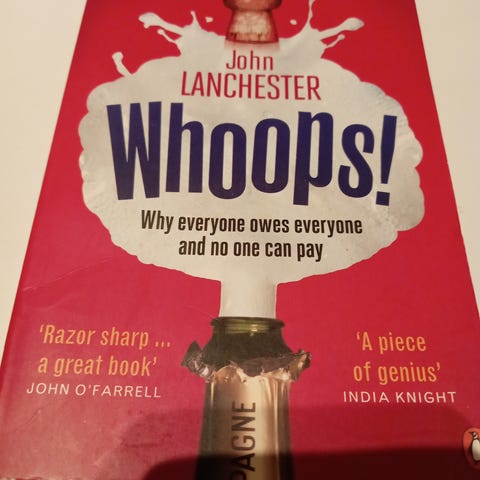 John
LANCHESTER
Whoops!
Why everyone owes everyone
and no one can pay
'Razor sharp ...
a great book'
JOHN O'FARRELL
'A piece
of genius'
INDIA KNIGHT
PAGNE